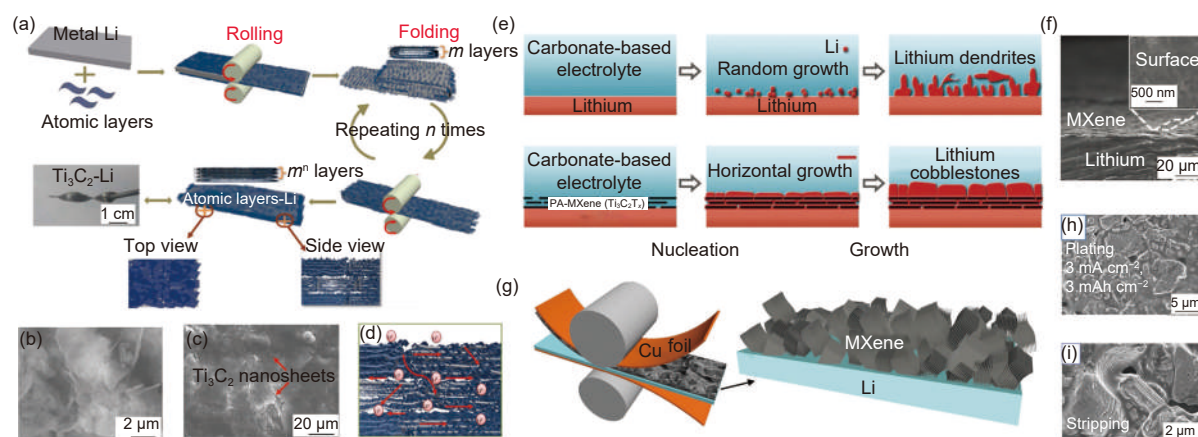 (a)
Metal Li
Rolling
Folding
m layers
Atomic layers
Repeating n times
Ti₃C₂-Li
1 cm
mⁿ layers
Atomic layers-Li
Top view
Side view
(b)
2 μm
(c)
Ti₃C₂ nanosheets
20 μm
(d)
(e)
Carbonate-based
electrolyte
Lithium
Li
Random growth
Lithium
Lithium dendrites
Carbonate-based
electrolyte
PA-MXene (Ti₃C₂Tₓ)
Horizontal growth
Lithium
cobblestones
Nucleation
Growth
(f)
Surface
500 nm
MXene
Lithium
20 μm
(g)
Cu foil
MXene
Li
(h)
Plating
3 mA cm⁻²,
3 mAh cm⁻²
5 μm
(i)
Stripping
2 μm